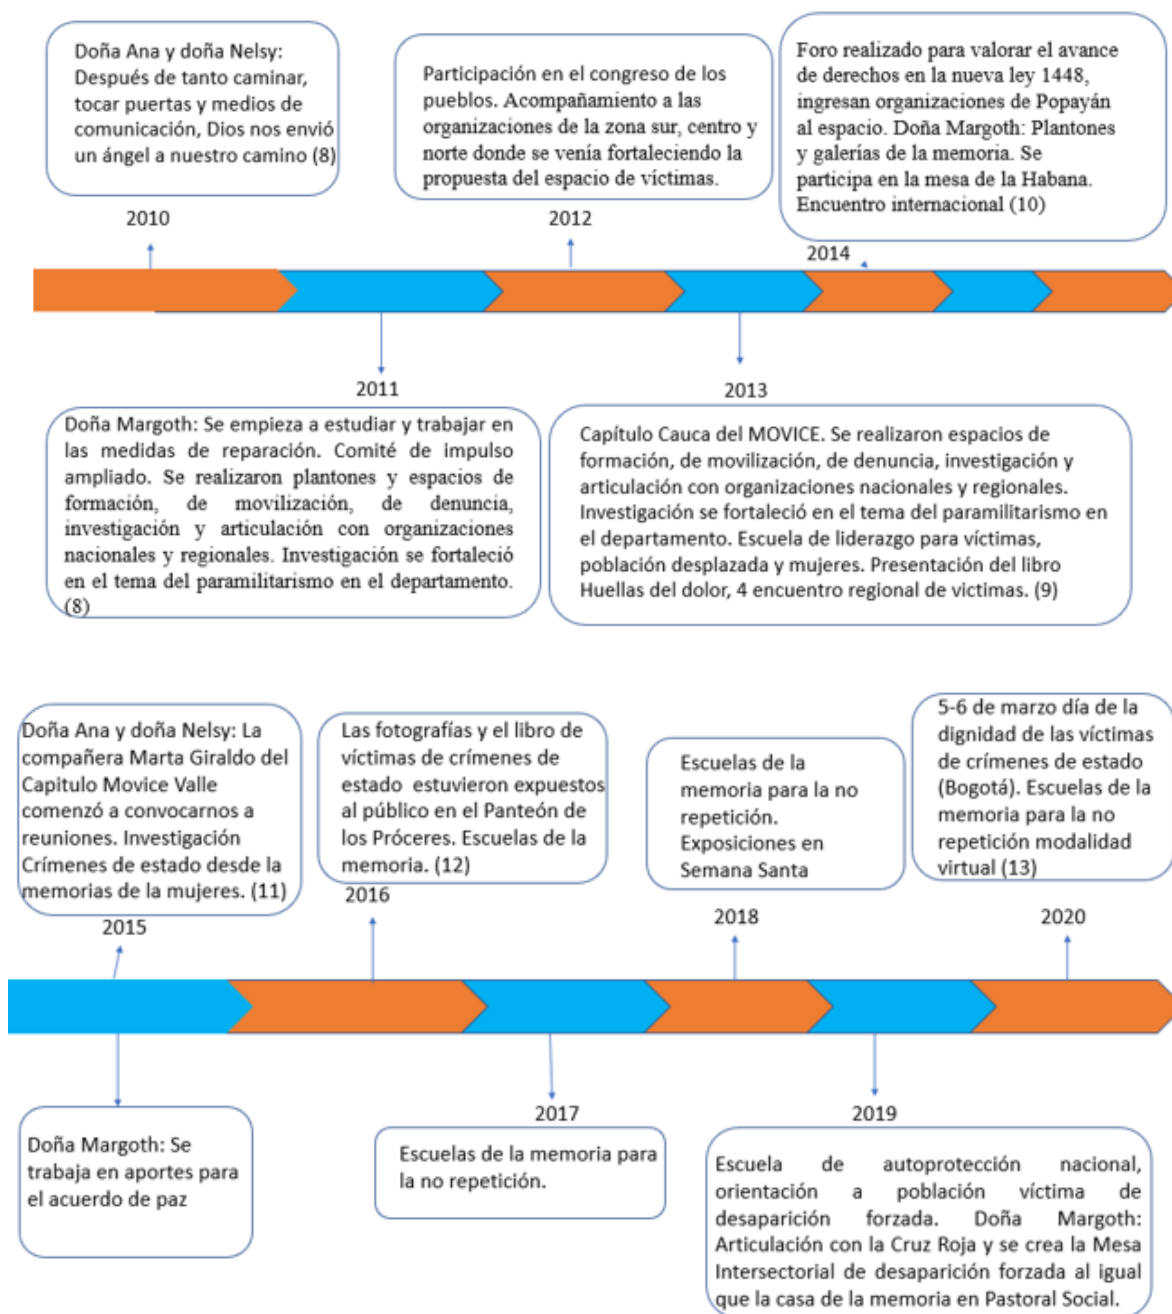 Doña Ana y doña Nelsy:
Después de tanto caminar,
tocar puertas y medios de
comunicación, Dios nos envió
un ángel a nuestro camino (8)
2010
Participación en el congreso de los
pueblos. Acompañamiento a las
organizaciones de la zona sur, centro y
norte donde se venía fortaleciendo la
propuesta del espacio de víctimas.
2012
Foro realizado para valorar el avance
de derechos en la nueva ley 1448,
ingresan organizaciones de Popayán
al espacio. Doña Margoth: Plantones
y galerías de la memoria. Se
participa en la mesa de la Habana.
Encuentro internacional (10)
2014
2011
Doña Margoth: Se empieza a estudiar y trabajar en
las medidas de reparación. Comité de impulso
ampliado. Se realizaron plantones y espacios de
formación, de movilización, de denuncia,
investigación y articulación con organizaciones
nacionales y regionales. Investigación se fortaleció
en el tema del paramilitarismo en el departamento.
(8)
2013
Capítulo Cauca del MOVICE. Se realizaron espacios de
formación, de movilización, de denuncia, investigación y
articulación con organizaciones nacionales y regionales.
Investigación se fortaleció en el tema del paramilitarismo en
el departamento. Escuela de liderazgo para víctimas,
población desplazada y mujeres. Presentación del libro
Huellas del dolor, 4 encuentro regional de victimas. (9)
Doña Ana y doña Nelsy: La
compañera Marta Giraldo del
Capitulo Movice Valle
comenzó a convocarnos a
reuniones. Investigación
Crímenes de estado desde la
memorias de la mujeres. (11)
2015
Las fotografías y el libro de
víctimas de crímenes de
estado estuvieron expuestos
al público en el Panteón de
los Próceres. Escuelas de la
memoria. (12)
2016
Escuelas de la
memoria para la no
repetición.
Exposiciones en
Semana Santa
2018
5-6 de marzo día de la
dignidad de las víctimas
de crímenes de estado
(Bogotá). Escuelas de la
memoria para la no
repetición modalidad
virtual (13)
2020
Doña Margoth: Se
trabaja en aportes para
el acuerdo de paz
2017
Escuelas de la memoria para
la no repetición.
2019
Escuela de autoprotección nacional,
orientación a población víctima de
desaparición forzada. Doña Margoth:
Articulación con la Cruz Roja y se crea la Mesa
Intersectorial de desaparición forzada al igual
que la casa de la memoria en Pastoral Social.